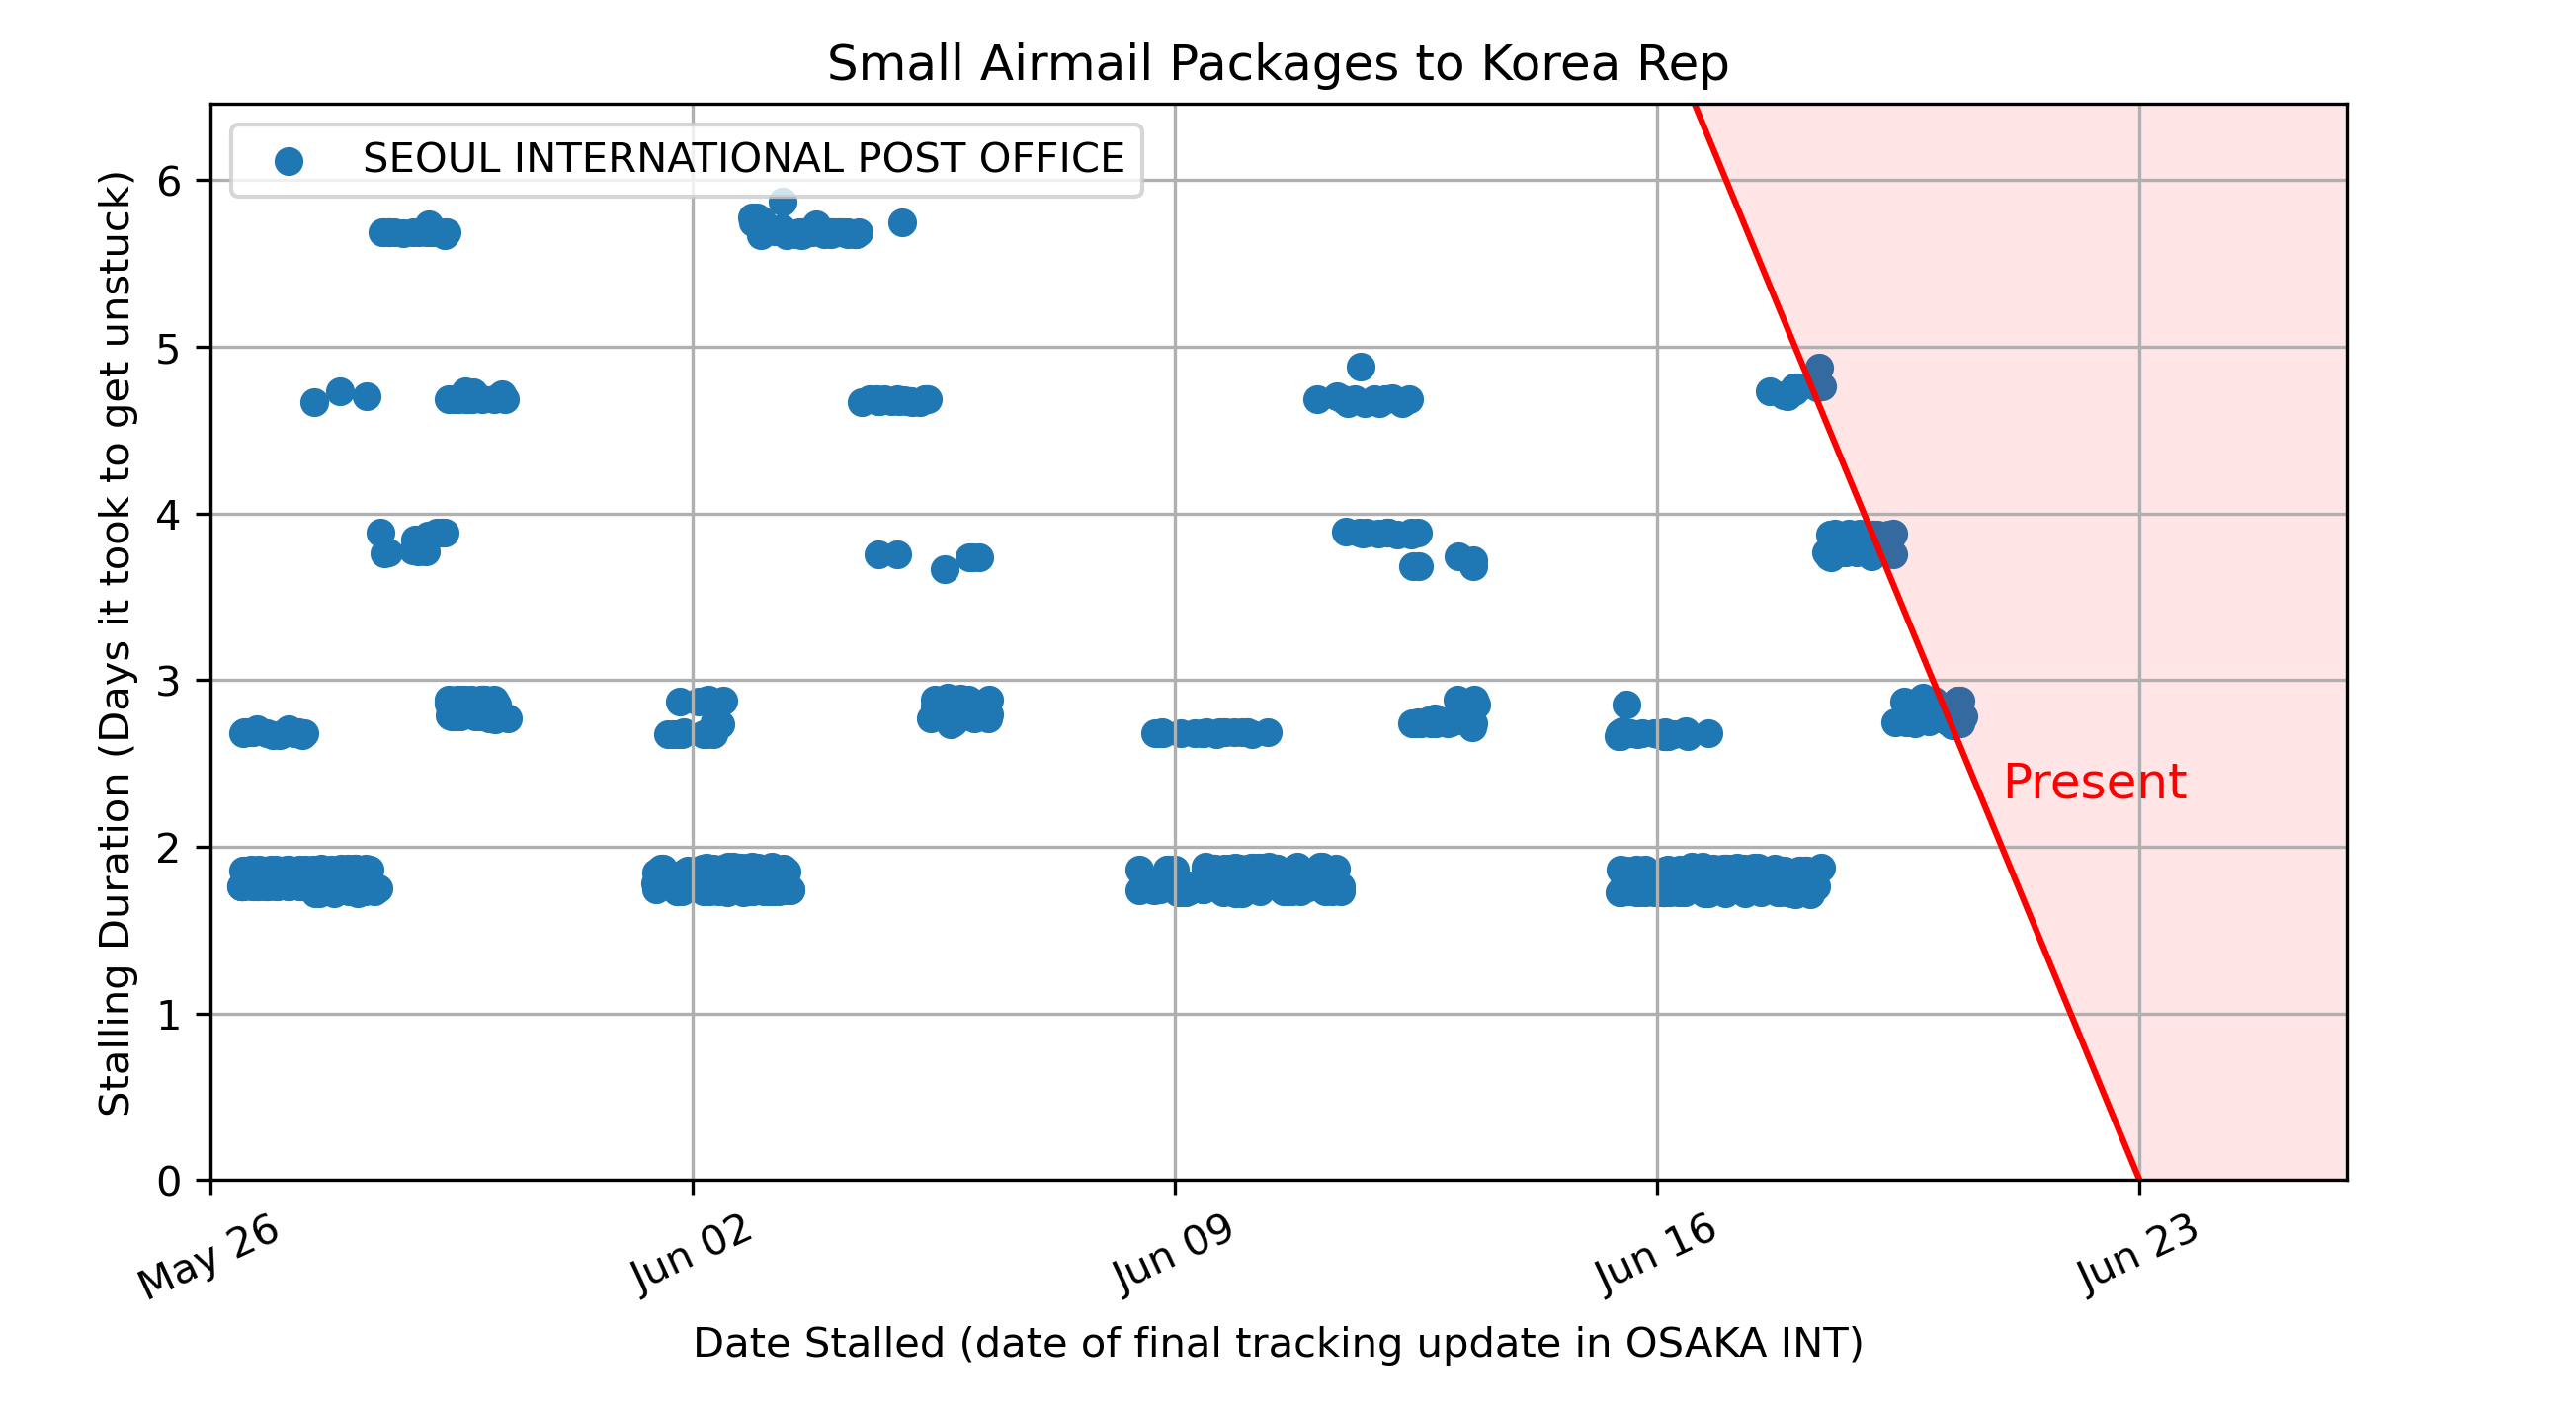 Small Airmail Packages to Korea Rep
SEOUL INTERNATIONAL POST OFFICE
Stalling Duration (Days it took to get unstuck)
6
5
4
3
2
1
0
Present
May 26
Jun 02
Jun 09
Jun 16
Jun 23
Date Stalled (date of final tracking update in OSAKA INT)